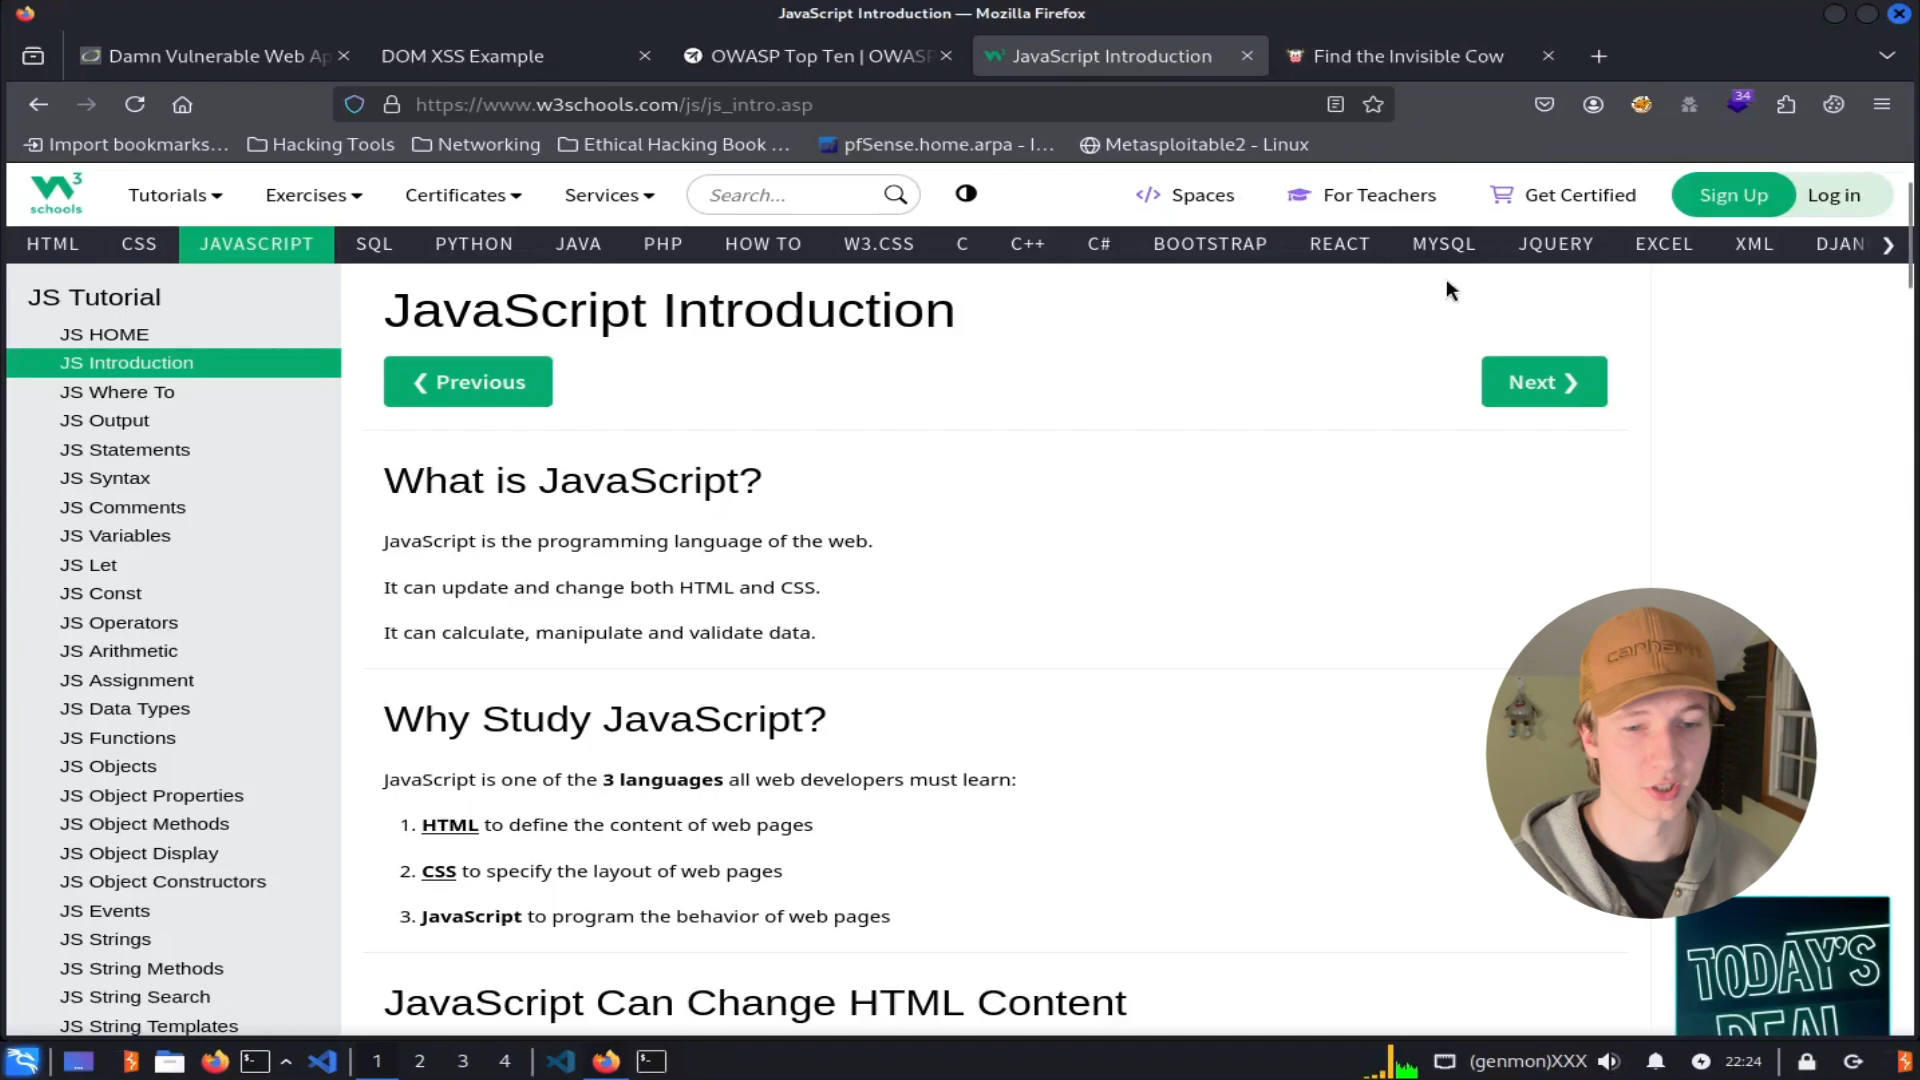 JavaScript Introduction — Mozilla Firefox
Damn Vulnerable Web Ap
DOM XSS Example
OWASP Top Ten | OWAS
JavaScript Introduction
Find the Invisible Cow
https://www.w3schools.com/js/js_intro.asp
34
Import bookmarks...
Hacking Tools
Networking
Ethical Hacking Book ...
pfSense.home.arpa - I...
Metasploitable2 - Linux
3
schools
Tutorials
Exercises
Certificates
Services
Search...
Spaces
For Teachers
Get Certified
Sign Up
Log in
HTML
CSS
JAVASCRIPT
SQL
PYTHON
JAVA
PHP
HOW TO
W3.CSS
C
C++
C#
BOOTSTRAP
REACT
MYSQL
JQUERY
EXCEL
XML
DJAN
❯
JS Tutorial
JS HOME
JS Introduction
JS Where To
JS Output
JS Statements
JS Syntax
JS Comments
JS Variables
JS Let
JS Const
JS Operators
JS Arithmetic
JS Assignment
JS Data Types
JS Functions
JS Objects
JS Object Properties
JS Object Methods
JS Object Display
JS Object Constructors
JS Events
JS Strings
JS String Methods
JS String Search
JS String Templates
JavaScript Introduction
❮ Previous
Next ❯
What is JavaScript?
JavaScript is the programming language of the web.
It can update and change both HTML and CSS.
It can calculate, manipulate and validate data.
Why Study JavaScript?
JavaScript is one of the 3 languages all web developers must learn:
1. HTML to define the content of web pages
2. CSS to specify the layout of web pages
3. JavaScript to program the behavior of web pages
JavaScript Can Change HTML Content
carhartt
TODAY'S
DEAL
1
2
3
4
(genmon)XXX
22:24